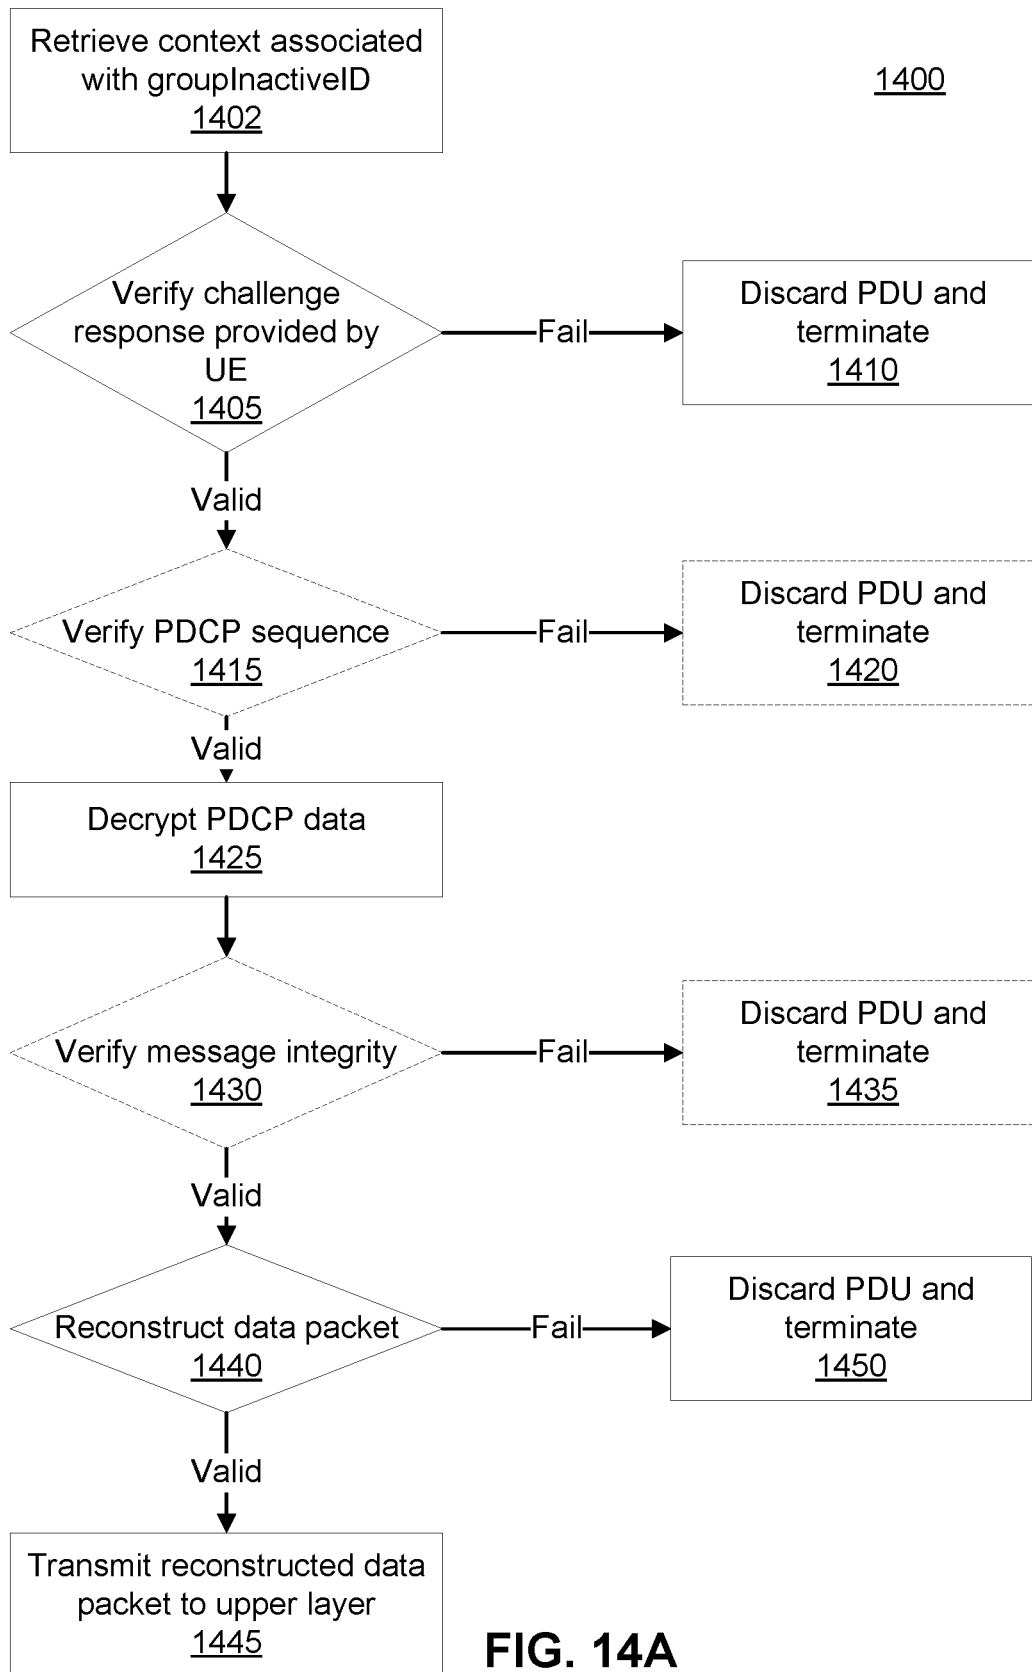 Retrieve context associated
with groupInactiveID
1402
1400
Verify challenge
response provided by
UE
1405
Fail
Discard PDU and
terminate
1410
Valid
Verify PDCP sequence
1415
Fail
Discard PDU and
terminate
1420
Valid
Decrypt PDCP data
1425
Verify message integrity
1430
Fail
Discard PDU and
terminate
1435
Valid
Reconstruct data packet
1440
Fail
Discard PDU and
terminate
1450
Valid
Transmit reconstructed data
packet to upper layer
1445
FIG. 14A